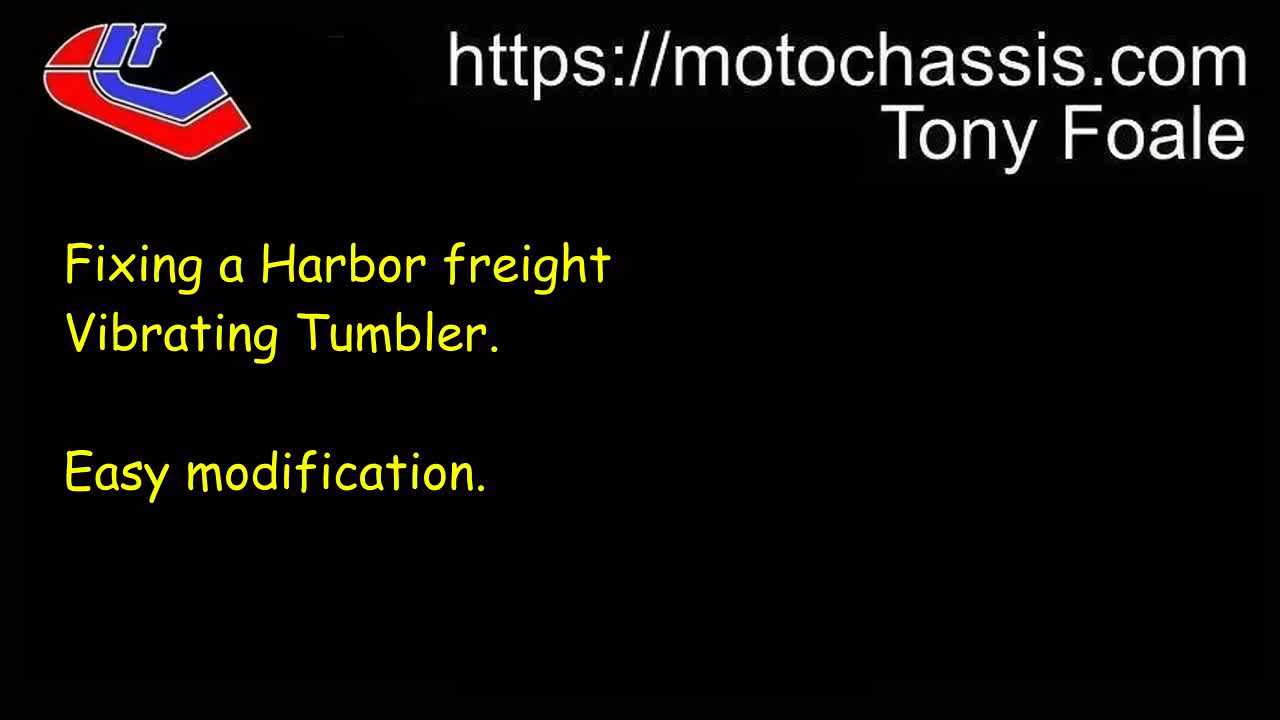 https://motochassis.com
Tony Foale
Fixing a Harbor freight
Vibrating Tumbler.
Easy modification.